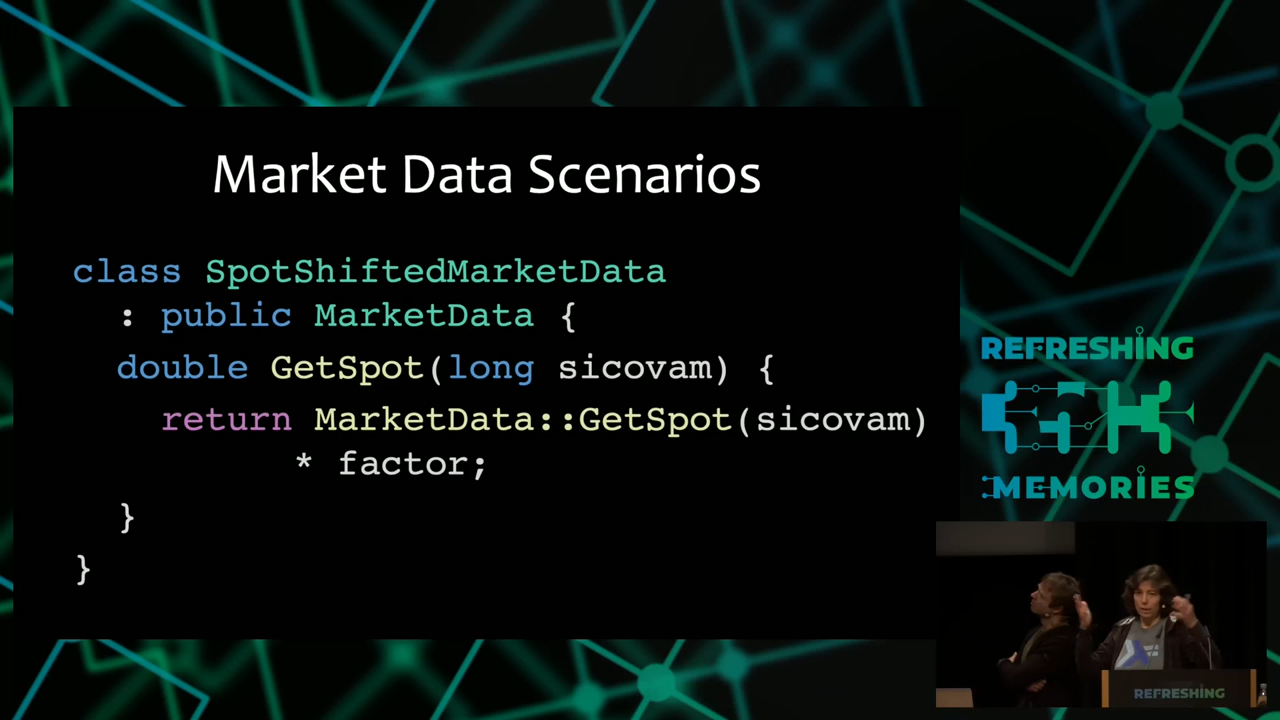 Market Data Scenarios
class SpotShiftedMarketData
: public MarketData {
double GetSpot(long sicovam) {
return MarketData::GetSpot(sicovam)
* factor;
}
}
REFRESHING
MEMORIES
REFRESHING